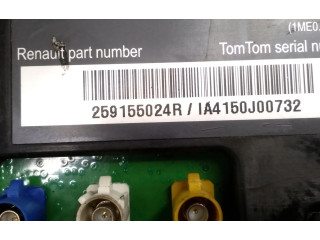 (1ME0.
Renault part number TomTom serial nu
259155024R / IA4150J00732